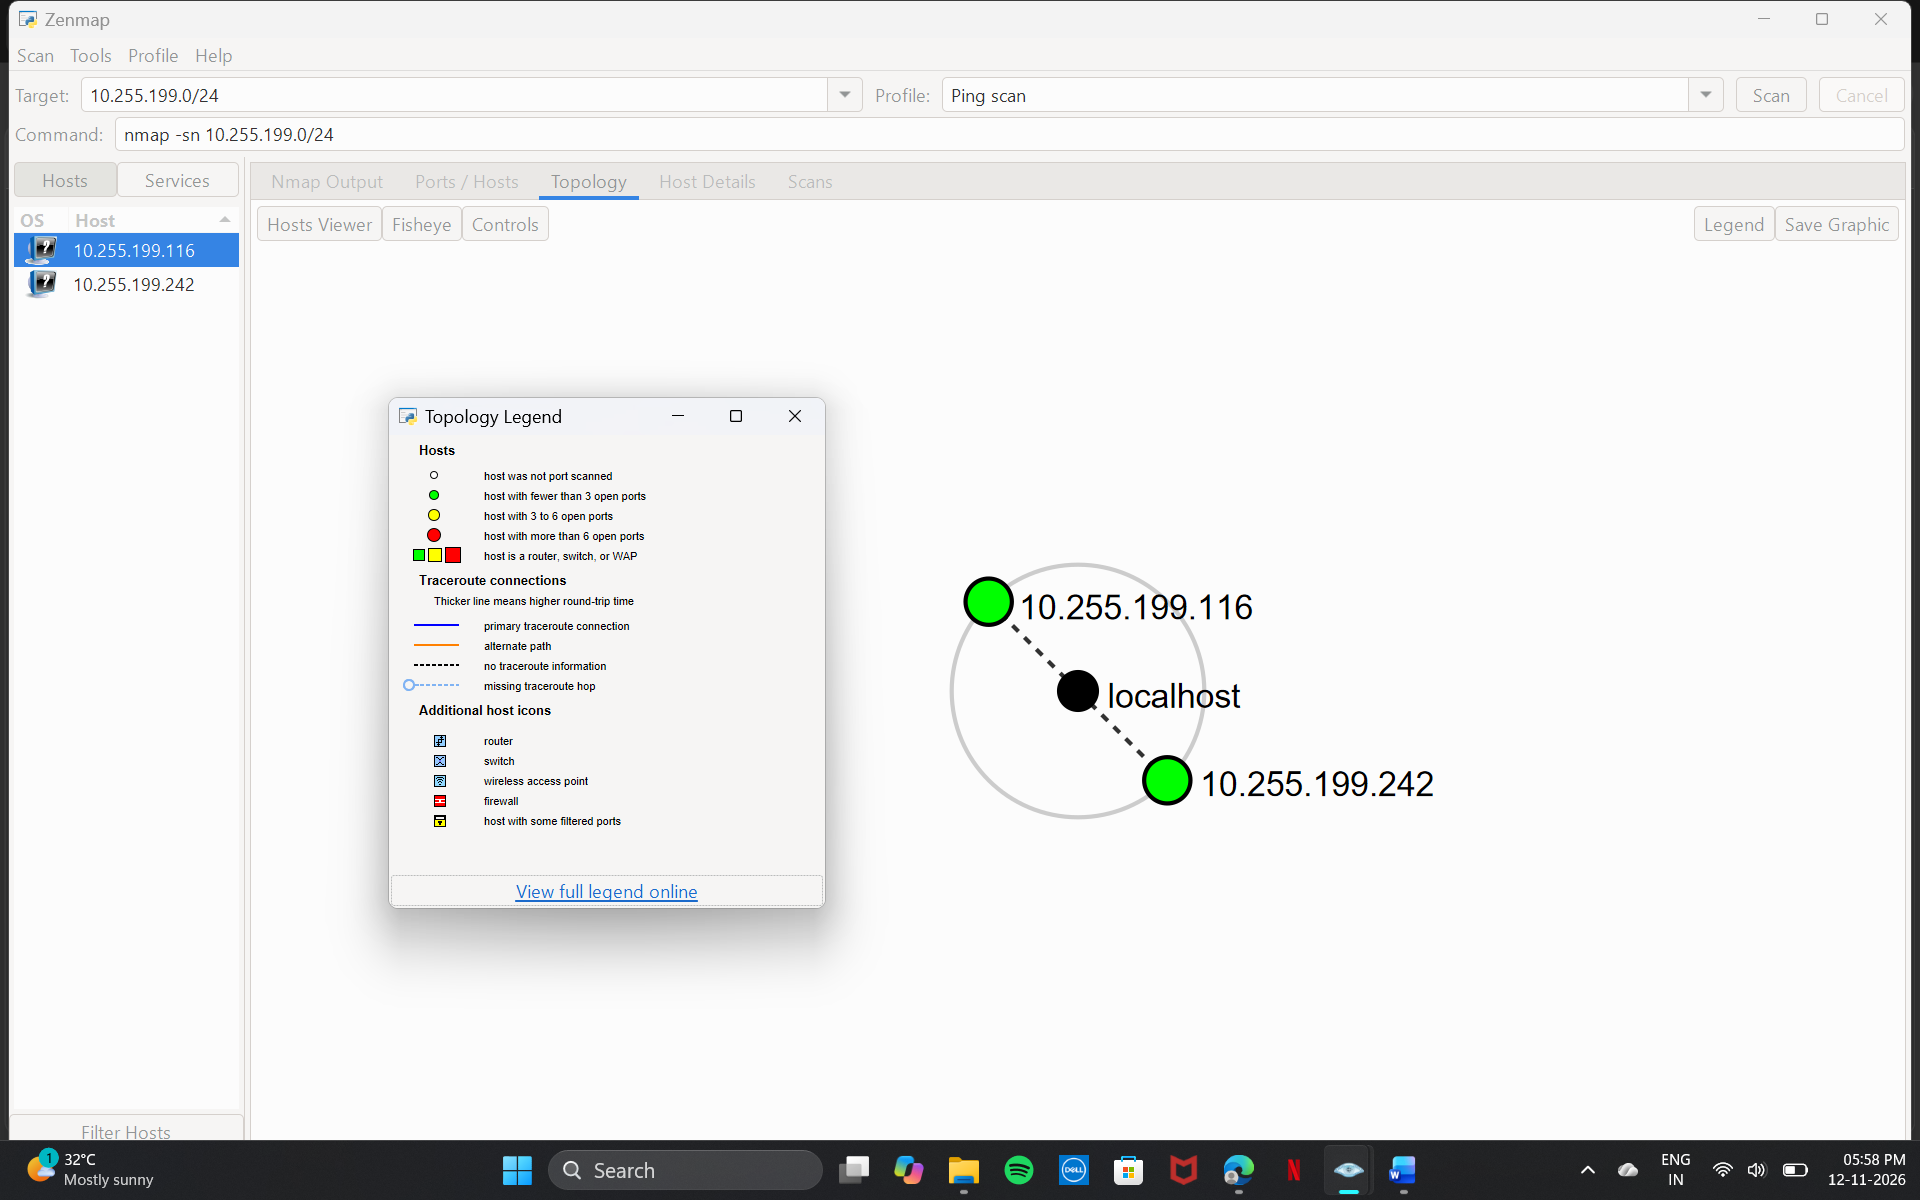 Zenmap
Scan Tools Profile Help
Target: 10.255.199.0/24 Profile: Ping scan Scan Cancel
Command: nmap -sn 10.255.199.0/24
Hosts Services
Nmap Output Ports / Hosts Topology Host Details Scans
OS Host
Hosts Viewer Fisheye Controls Legend Save Graphic
10.255.199.116
10.255.199.242
Topology Legend
Hosts
host was not port scanned
host with fewer than 3 open ports
host with 3 to 6 open ports
host with more than 6 open ports
host is a router, switch, or WAP
Traceroute connections
Thicker line means higher round-trip time
primary traceroute connection
alternate path
no traceroute information
missing traceroute hop
Additional host icons
router
switch
wireless access point
firewall
host with some filtered ports
View full legend online
10.255.199.116
localhost
10.255.199.242
Filter Hosts
1
32°C
Mostly sunny
Search
DELL
N
W
ENG
IN
05:58 PM
12-11-2026